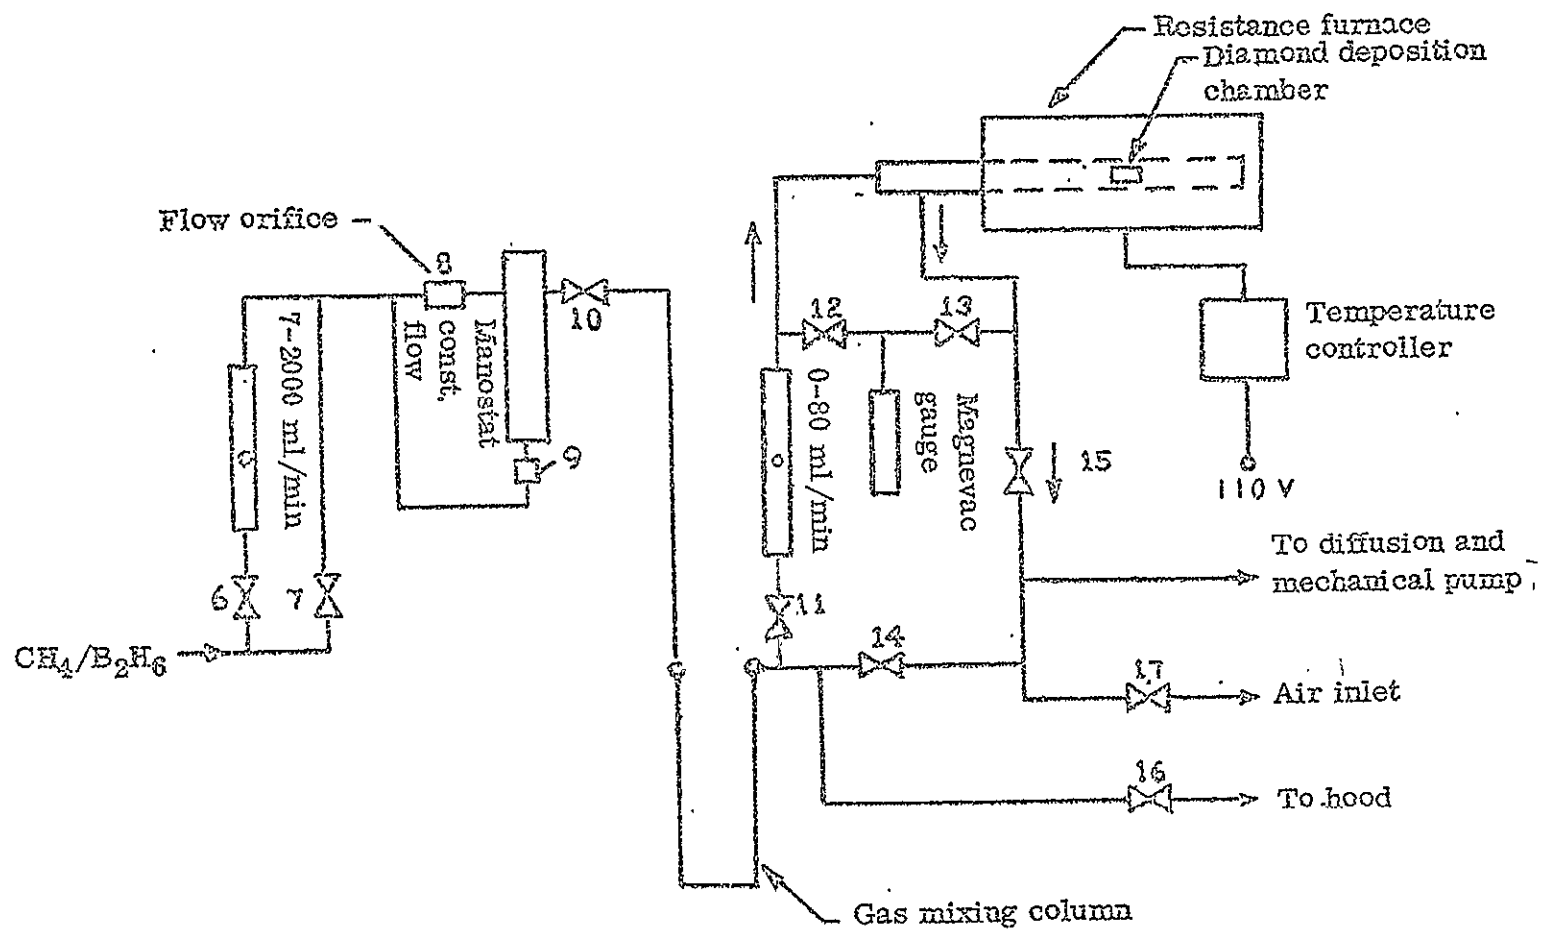 Resistance furnace
Diamond deposition
chamber
Flow orifice
8
10
12
13
Temperature
controller
7-2000 ml/min
const.
flow
Manostat
0-80 ml/min
Magnevac
gauge
9
15
110 V
To diffusion and
mechanical pump
6
7
11
14
CH4/B2H6
17
Air inlet
16
To hood
Gas mixing column